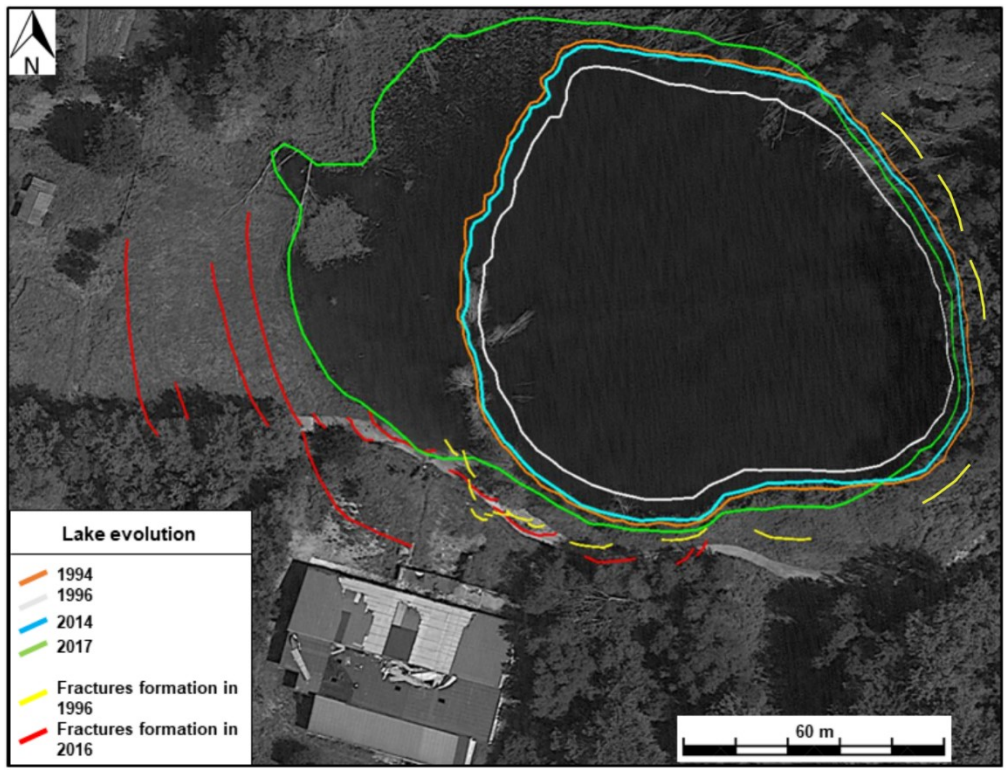 N
Lake evolution
1994
1996
2014
2017
Fractures formation in
1996
Fractures formation in
2016
60 m